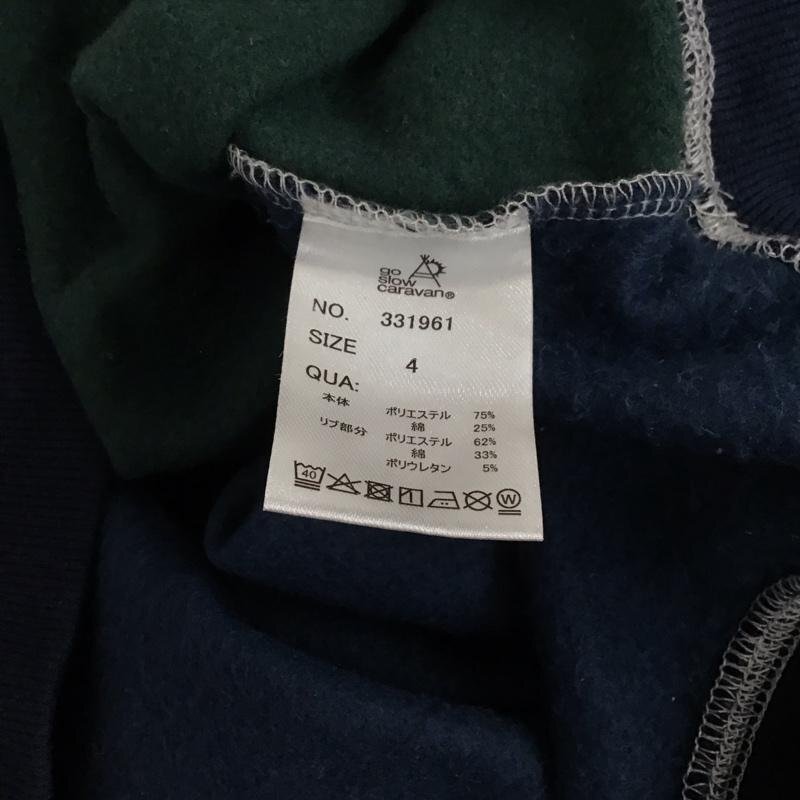 go
slow
caravan®
NO. 331961
SIZE 4
QUA:
本体 ポリエステル 75%
綿 25%
リブ部分 ポリエステル 62%
綿 33%
ポリウレタン 5%
40 W